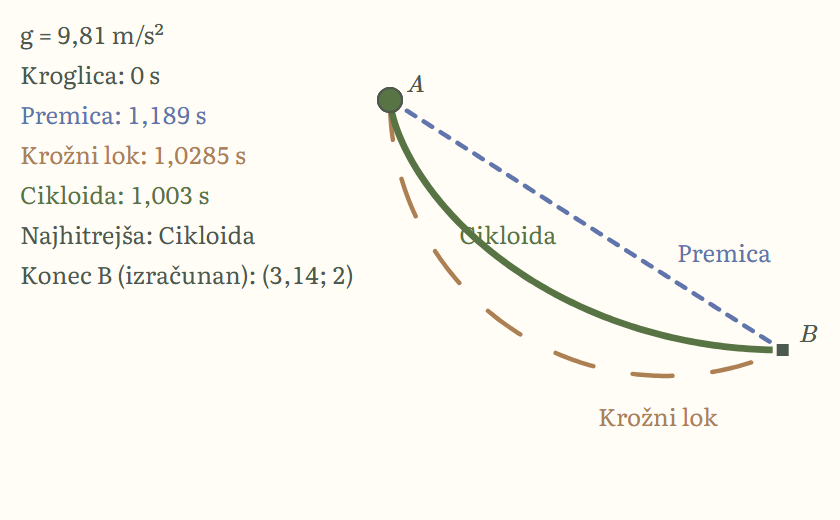 g = 9,81 m/s²
Kroglica: 0 s
Premica: 1,189 s
Krožni lok: 1,0285 s
Cikloida: 1,003 s
Najhitrejša: Cikloida
Konec B (izračunan): (3,14; 2)
A
Cikloida
Premica
B
Krožni lok